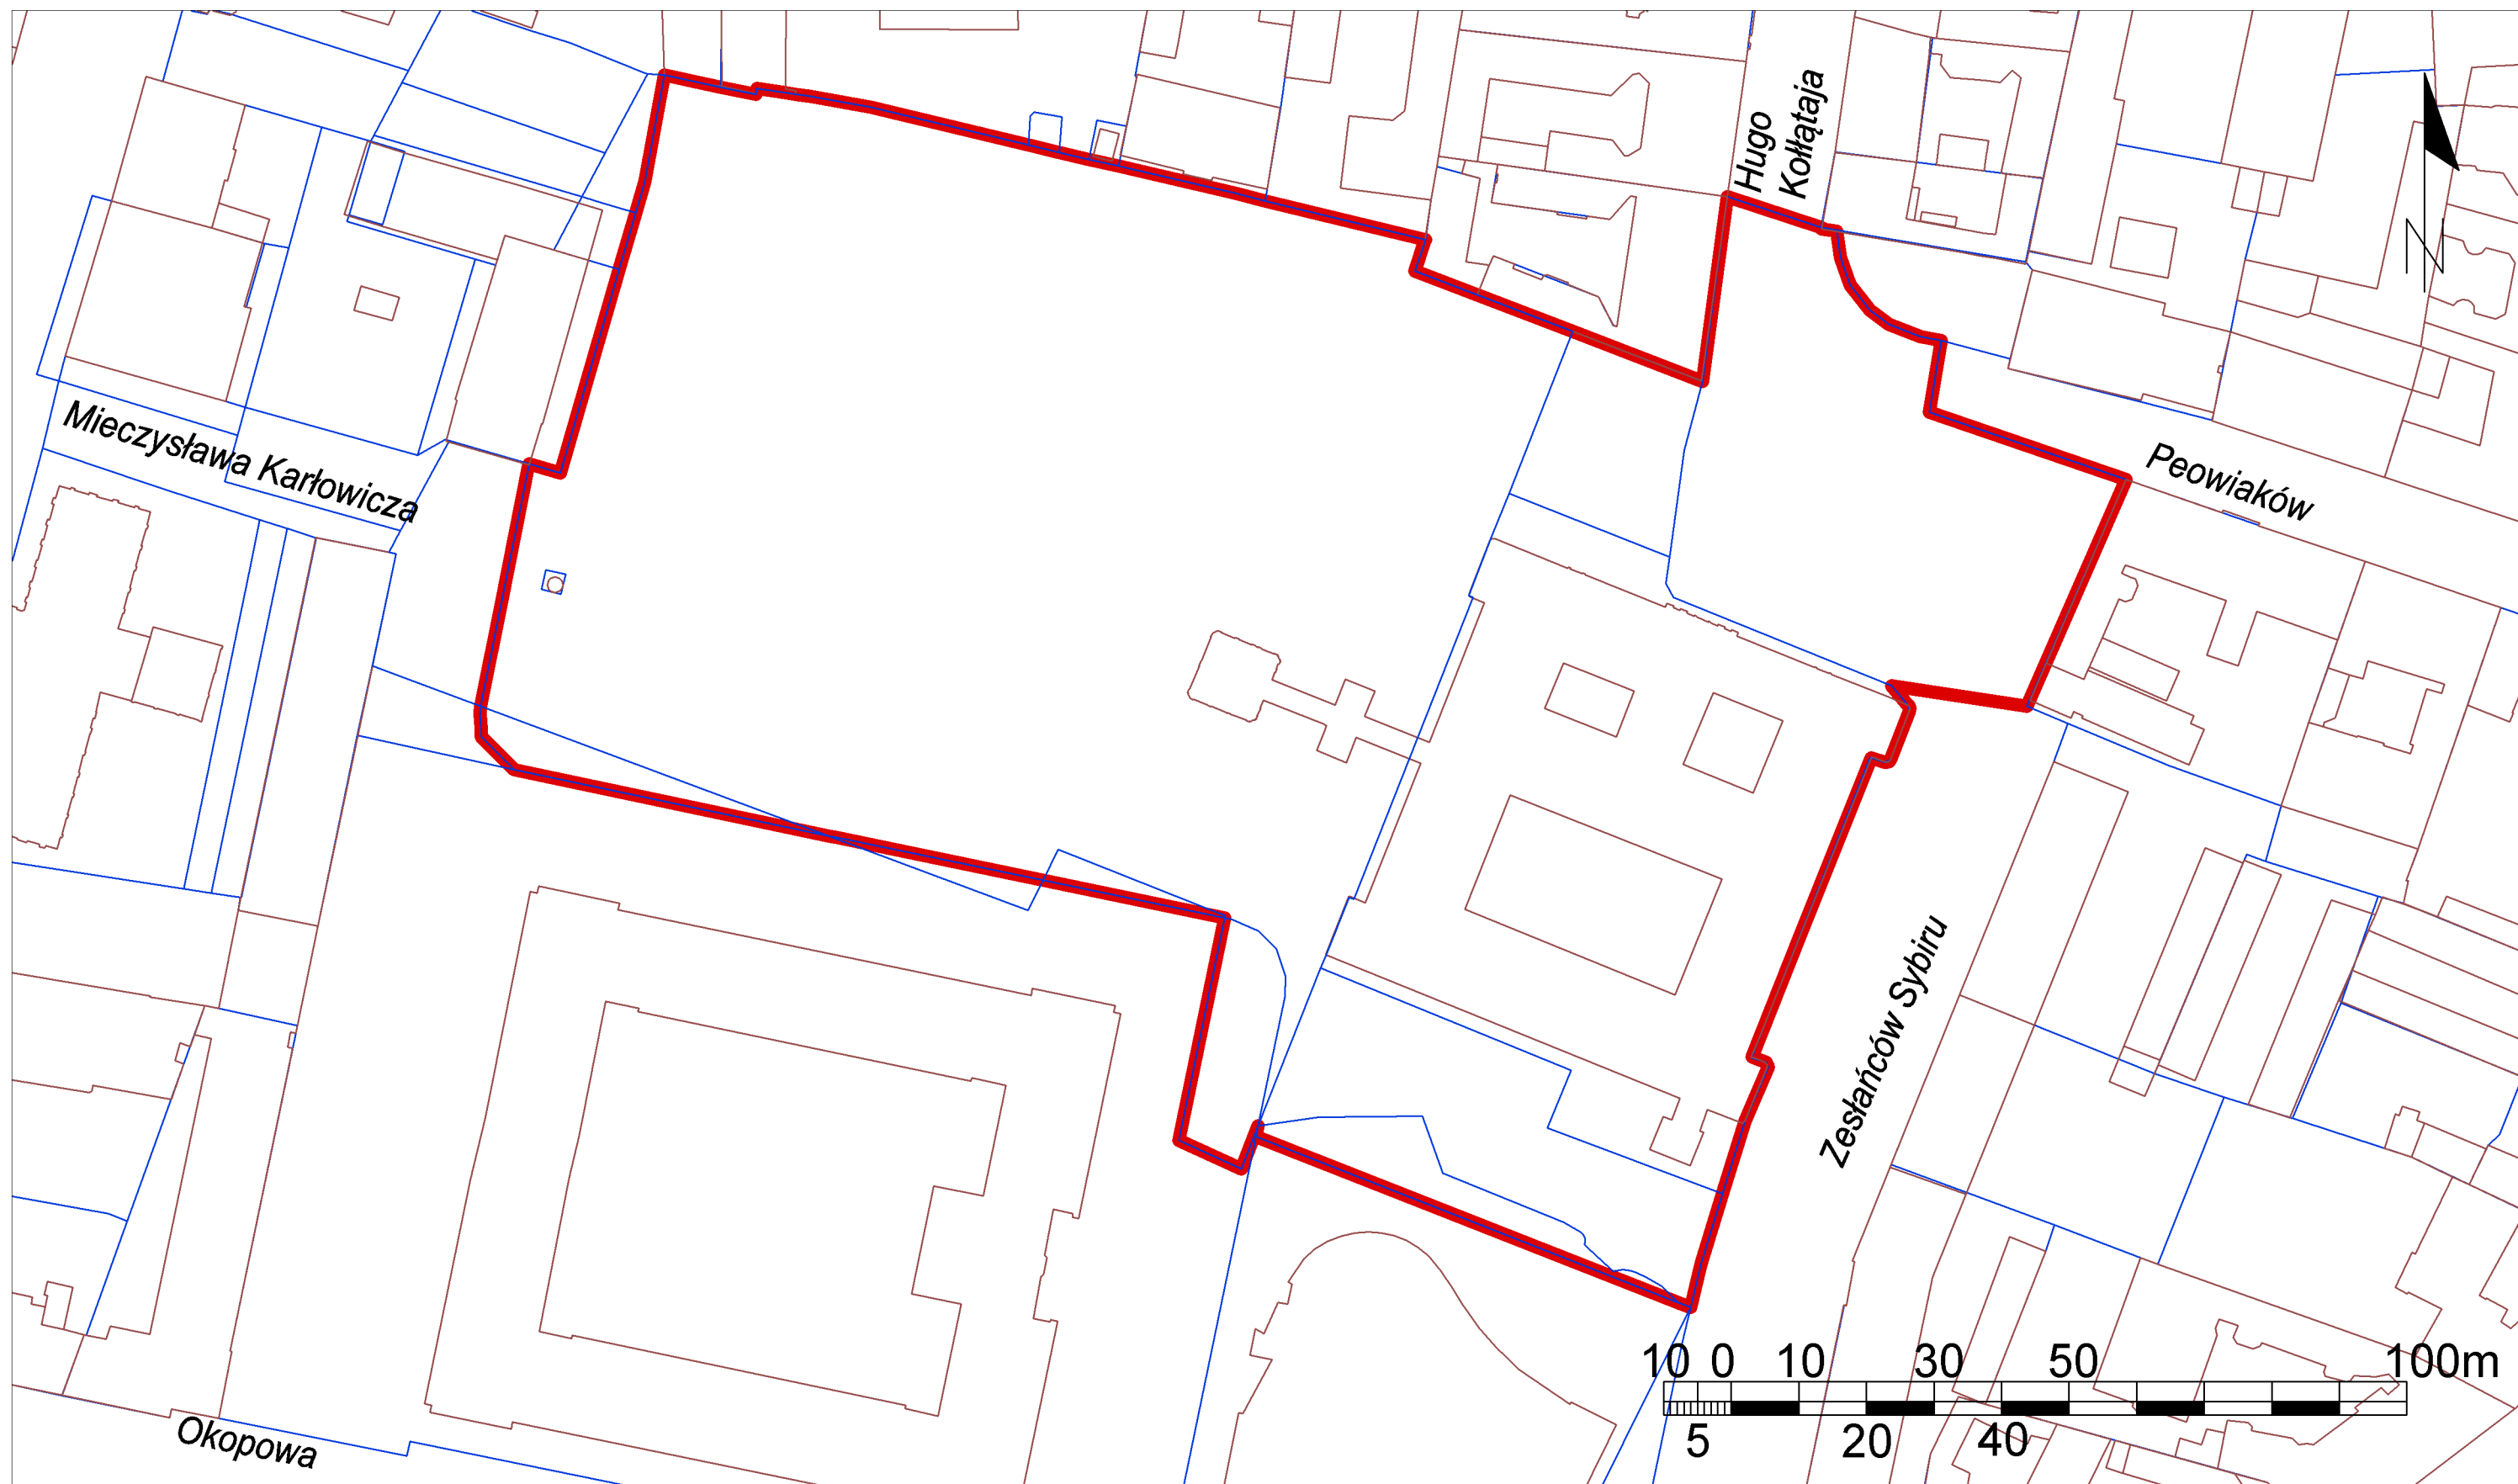 Hugo
Kołłątaja
N
Mieczysława Karłowicza
Peowiaków
Zesłańców Sybiru
10 0 10 30 50 100m
5 20 40
Okopowa